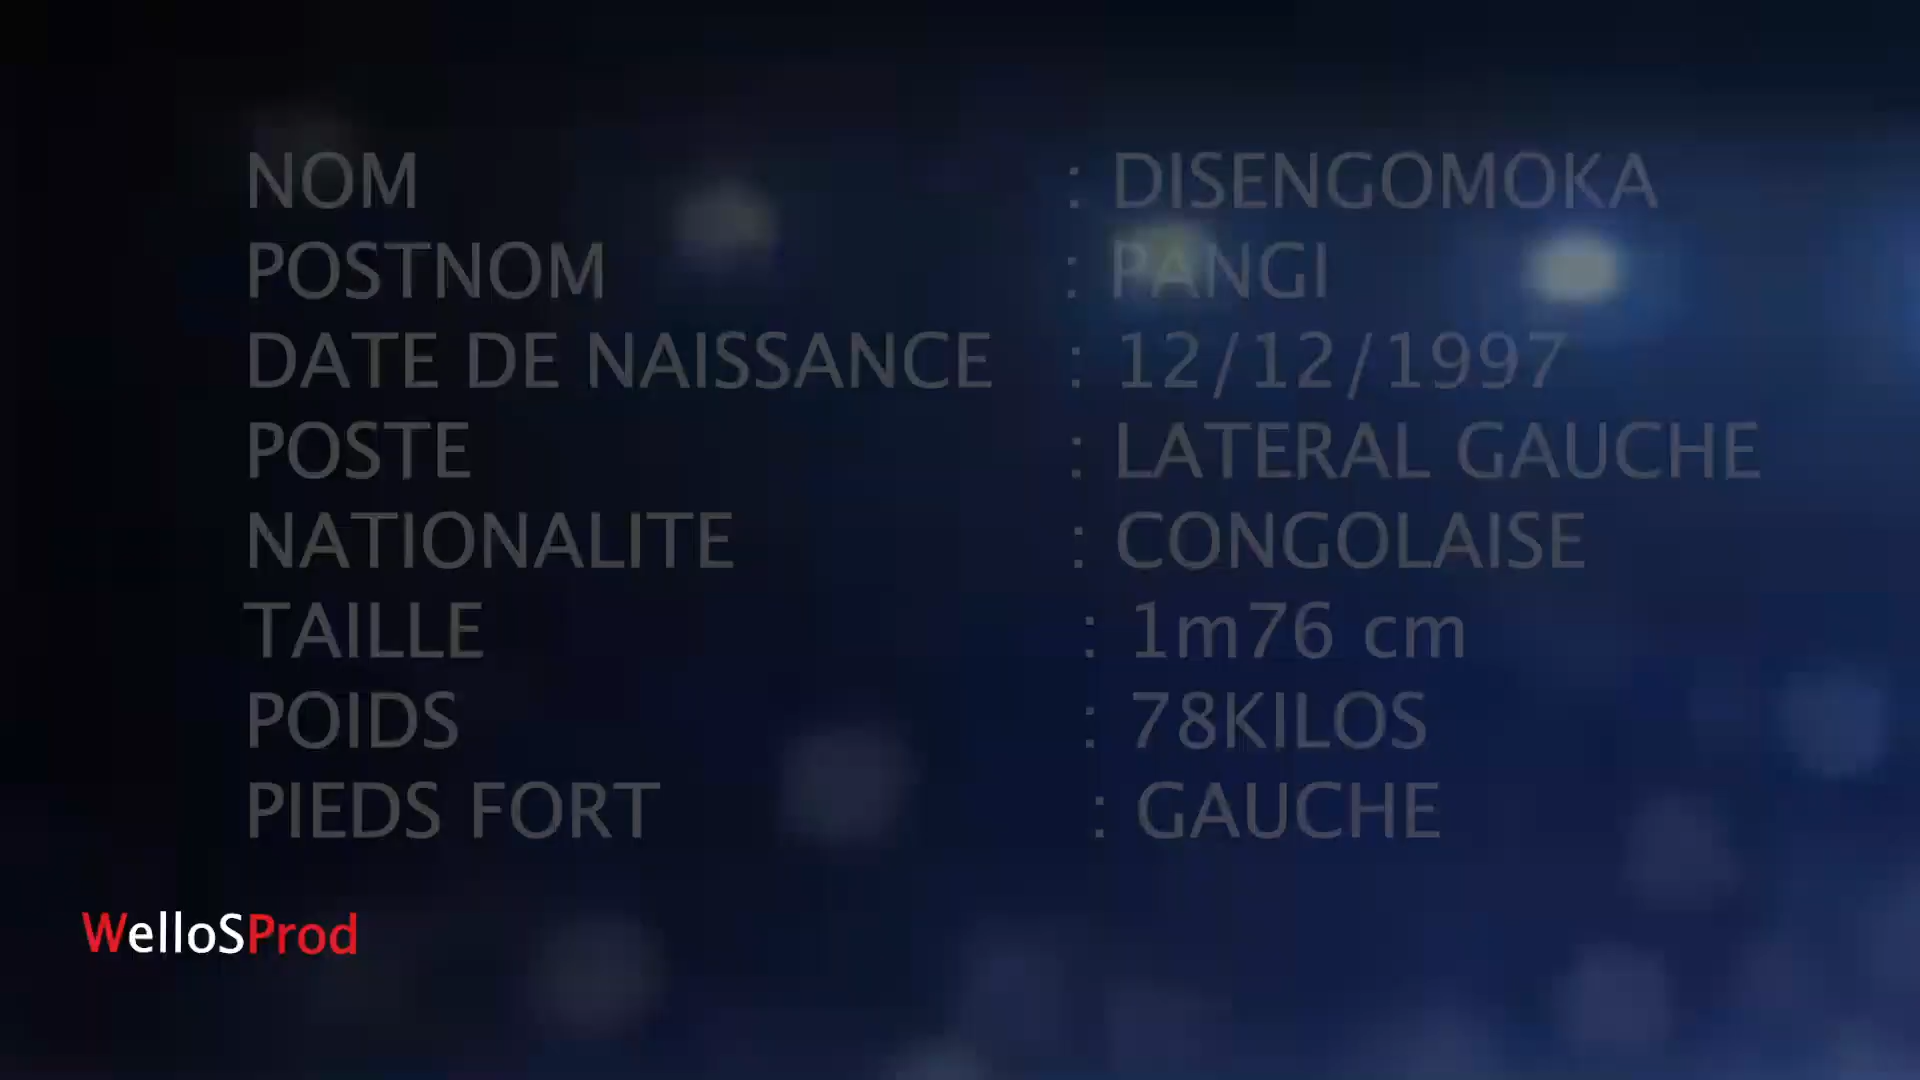 NOM : DISENGOMOKA
POSTNOM : PANGI
DATE DE NAISSANCE : 12/12/1997
POSTE : LATERAL GAUCHE
NATIONALITE : CONGOLAISE
TAILLE : 1m76 cm
POIDS : 78KILOS
PIEDS FORT : GAUCHE
WelloSProd